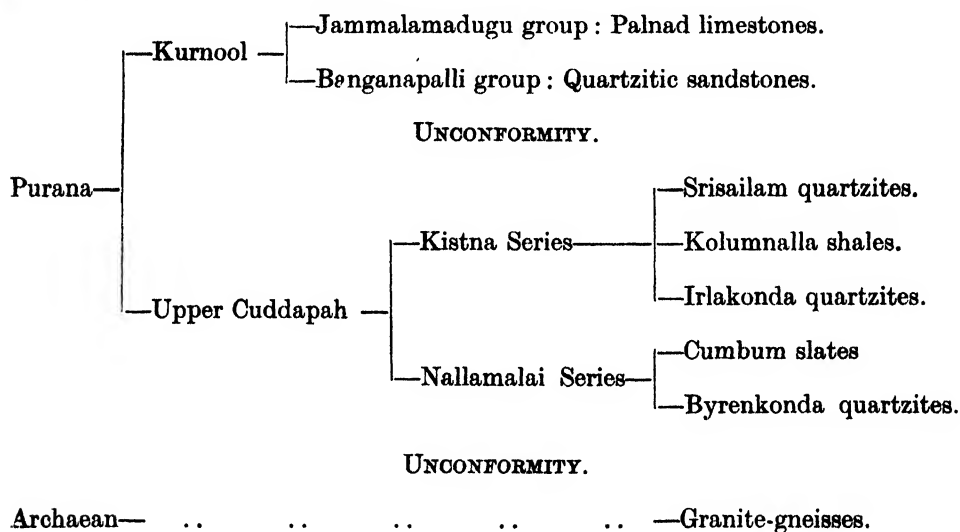 Jammalamadugu group : Palnad limestones.
Kurnool
Banganapalli group : Quartzitic sandstones.
UNCONFORMITY.
Purana
Srisailam quartzites.
Kistna Series
Kolumnalla shales.
Irlakonda quartzites.
Upper Cuddapah
Cumbum slates
Nallamalai Series
Byrenkonda quartzites.
UNCONFORMITY.
Archaean— .. .. .. .. .. —Granite-gneisses.